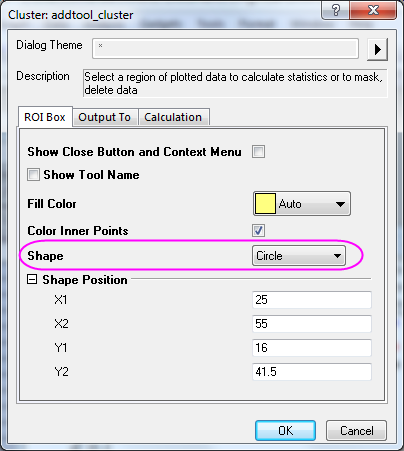 Cluster: addtool_cluster
Dialog Theme *
Description Select a region of plotted data to calculate statistics or to mask,
delete data
ROI Box Output To Calculation
Show Close Button and Context Menu
Show Tool Name
Fill Color Auto
Color Inner Points
Shape Circle
Shape Position
X1 25
X2 55
Y1 16
Y2 41.5
OK Cancel